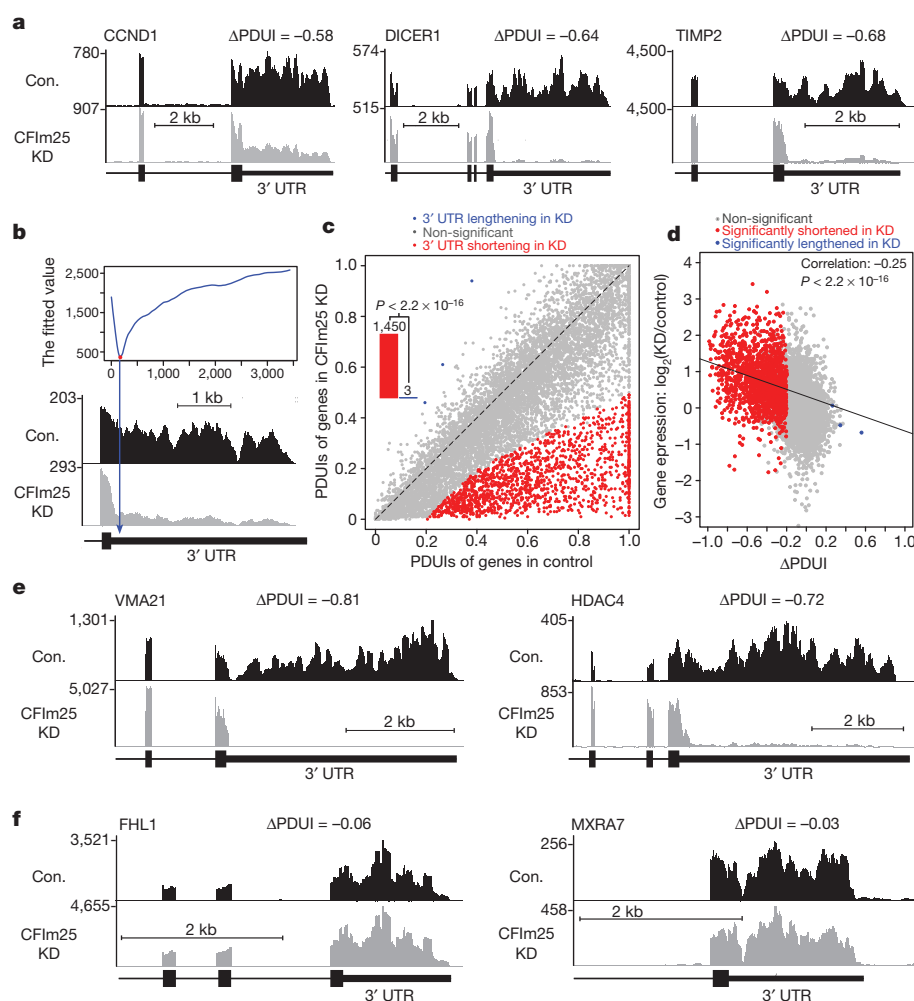 a
CCND1 ΔPDUI = −0.58
DICER1 ΔPDUI = −0.64
TIMP2 ΔPDUI = −0.68
780
Con.
907
2 kb
CFIm25
KD
3′ UTR
574
515
2 kb
3′ UTR
4,500
4,500
2 kb
3′ UTR
b
The fitted value
2,500
1,500
500
0 1,000 2,000 3,000
203
1 kb
Con.
293
CFIm25
KD
3′ UTR
c
3′ UTR lengthening in KD
Non-significant
3′ UTR shortening in KD
PDUIs of genes in CFIm25 KD
1.0
0.8
0.6
0.4
0.2
0
P < 2.2 × 10−16
1,450
3
0 0.2 0.4 0.6 0.8 1.0
PDUIs of genes in control
d
Non-significant
Significantly shortened in KD
Significantly lengthened in KD
Correlation: −0.25
P < 2.2 × 10−16
Gene epression: log2(KD/control)
4
3
2
1
0
−1
−2
−3
−1.0 −0.6 −0.2 0.2 0.6 1.0
ΔPDUI
e
VMA21 ΔPDUI = −0.81
1,301
Con.
5,027
CFIm25
KD
2 kb
3′ UTR
HDAC4 ΔPDUI = −0.72
405
Con.
853
CFIm25
KD
2 kb
3′ UTR
f
FHL1 ΔPDUI = −0.06
3,521
Con.
4,655
2 kb
CFIm25
KD
3′ UTR
MXRA7 ΔPDUI = −0.03
256
Con.
458
2 kb
CFIm25
KD
3′ UTR